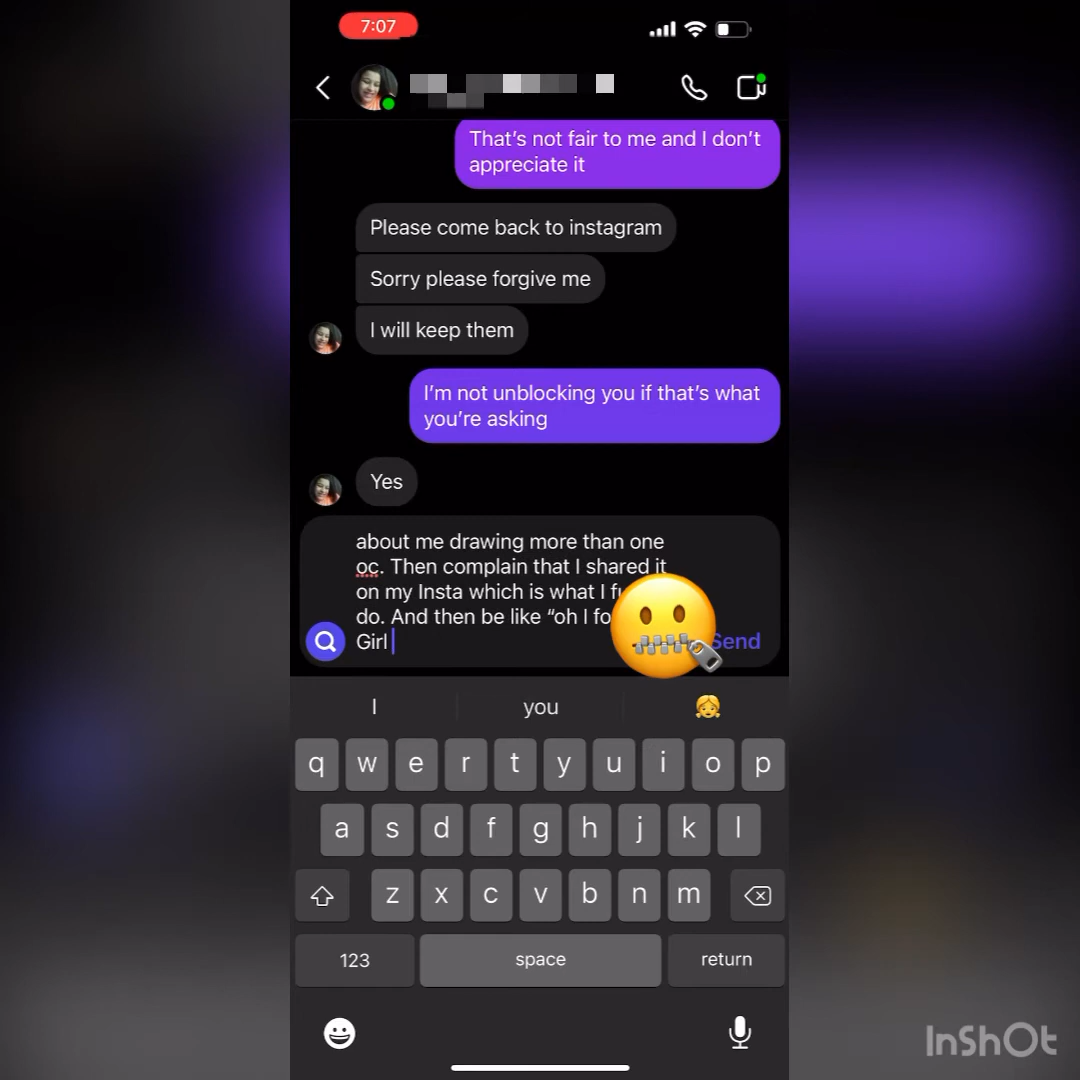 7:07
That's not fair to me and I don't
appreciate it
Please come back to instagram
Sorry please forgive me
I will keep them
I'm not unblocking you if that's what
you're asking
Yes
about me drawing more than one
oc. Then complain that I shared it
on my Insta which is what I
do. And then be like "oh I
Girl
Send
I you
q w e r t y u i o p
a s d f g h j k l
z x c v b n m
123 space return
InShOt